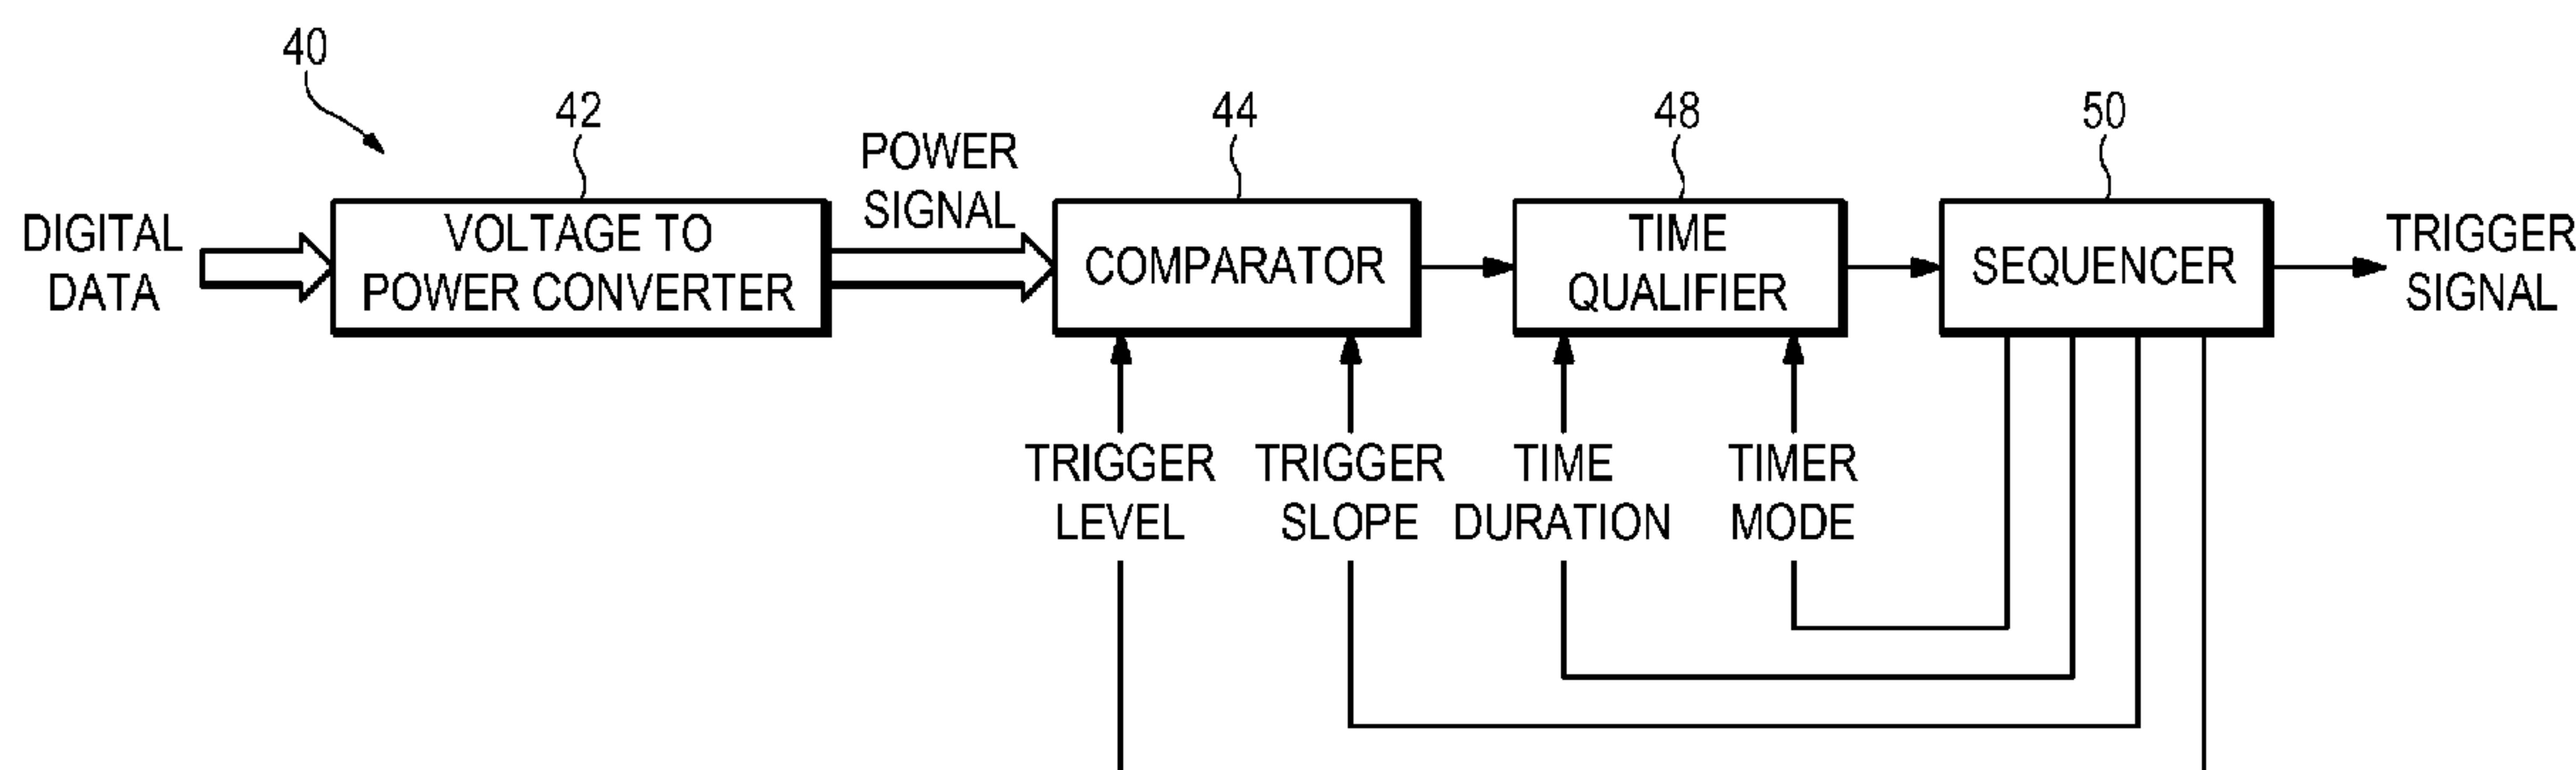 40
42
44
48
50
DIGITAL
DATA
VOLTAGE TO
POWER CONVERTER
POWER
SIGNAL
COMPARATOR
TIME
QUALIFIER
SEQUENCER
TRIGGER
SIGNAL
TRIGGER
LEVEL
TRIGGER
SLOPE
TIME
DURATION
TIMER
MODE